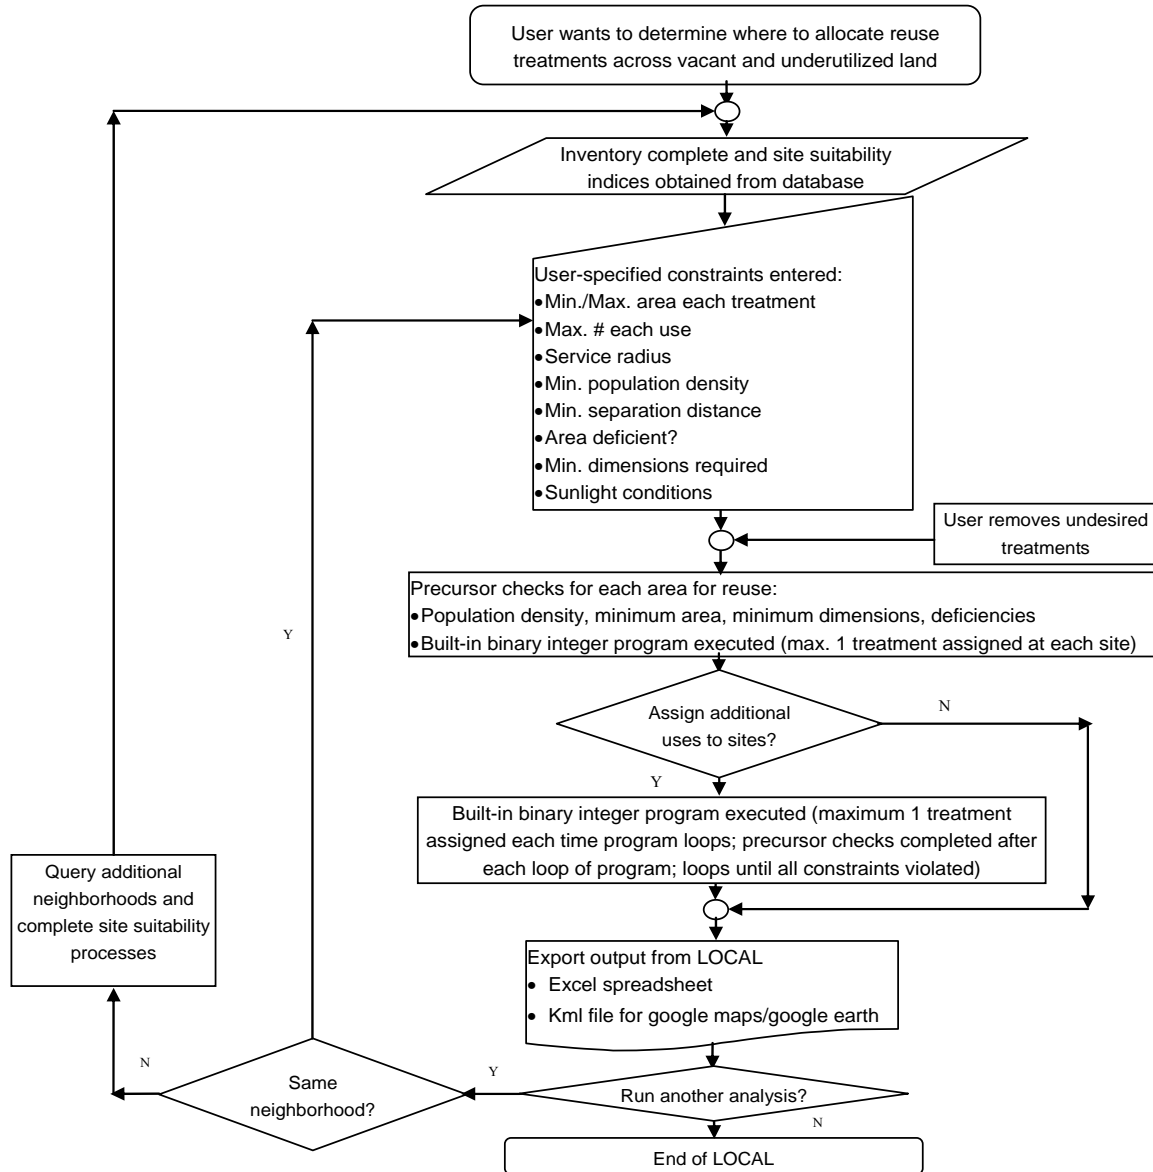 User wants to determine where to allocate reuse
treatments across vacant and underutilized land
Inventory complete and site suitability
indices obtained from database
User-specified constraints entered:
•Min./Max. area each treatment
•Max. # each use
•Service radius
•Min. population density
•Min. separation distance
•Area deficient?
•Min. dimensions required
•Sunlight conditions
User removes undesired
treatments
Precursor checks for each area for reuse:
•Population density, minimum area, minimum dimensions, deficiencies
•Built-in binary integer program executed (max. 1 treatment assigned at each site)
Y
Assign additional
uses to sites?
N
Y
Built-in binary integer program executed (maximum 1 treatment
assigned each time program loops; precursor checks completed after
each loop of program; loops until all constraints violated)
Query additional
neighborhoods and
complete site suitability
processes
Export output from LOCAL
• Excel spreadsheet
• Kml file for google maps/google earth
N
Same
neighborhood?
Y
Run another analysis?
N
End of LOCAL